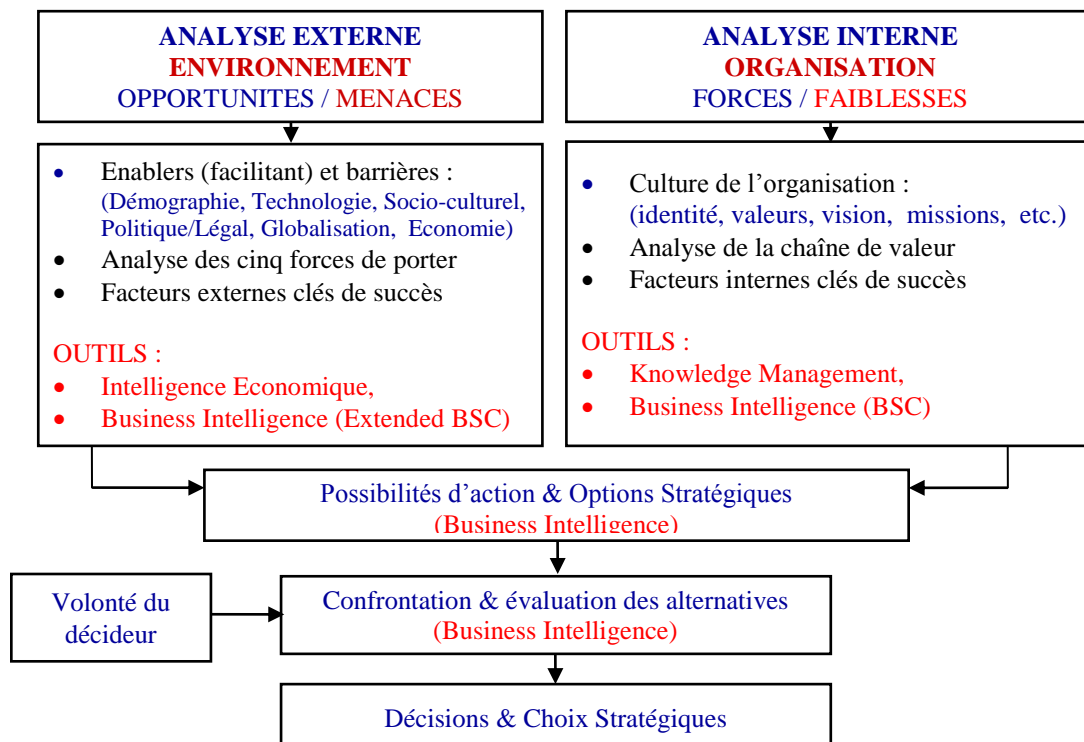 ANALYSE EXTERNE
ENVIRONNEMENT
OPPORTUNITES / MENACES
ANALYSE INTERNE
ORGANISATION
FORCES / FAIBLESSES
• Enablers (facilitant) et barrières :
(Démographie, Technologie, Socio-culturel,
Politique/Légal, Globalisation, Economie)
• Analyse des cinq forces de porter
• Facteurs externes clés de succès
OUTILS :
• Intelligence Economique,
• Business Intelligence (Extended BSC)
• Culture de l’organisation :
(identité, valeurs, vision, missions, etc.)
• Analyse de la chaîne de valeur
• Facteurs internes clés de succès
OUTILS :
• Knowledge Management,
• Business Intelligence (BSC)
Possibilités d’action & Options Stratégiques
(Business Intelligence)
Volonté du
décideur
Confrontation & évaluation des alternatives
(Business Intelligence)
Décisions & Choix Stratégiques